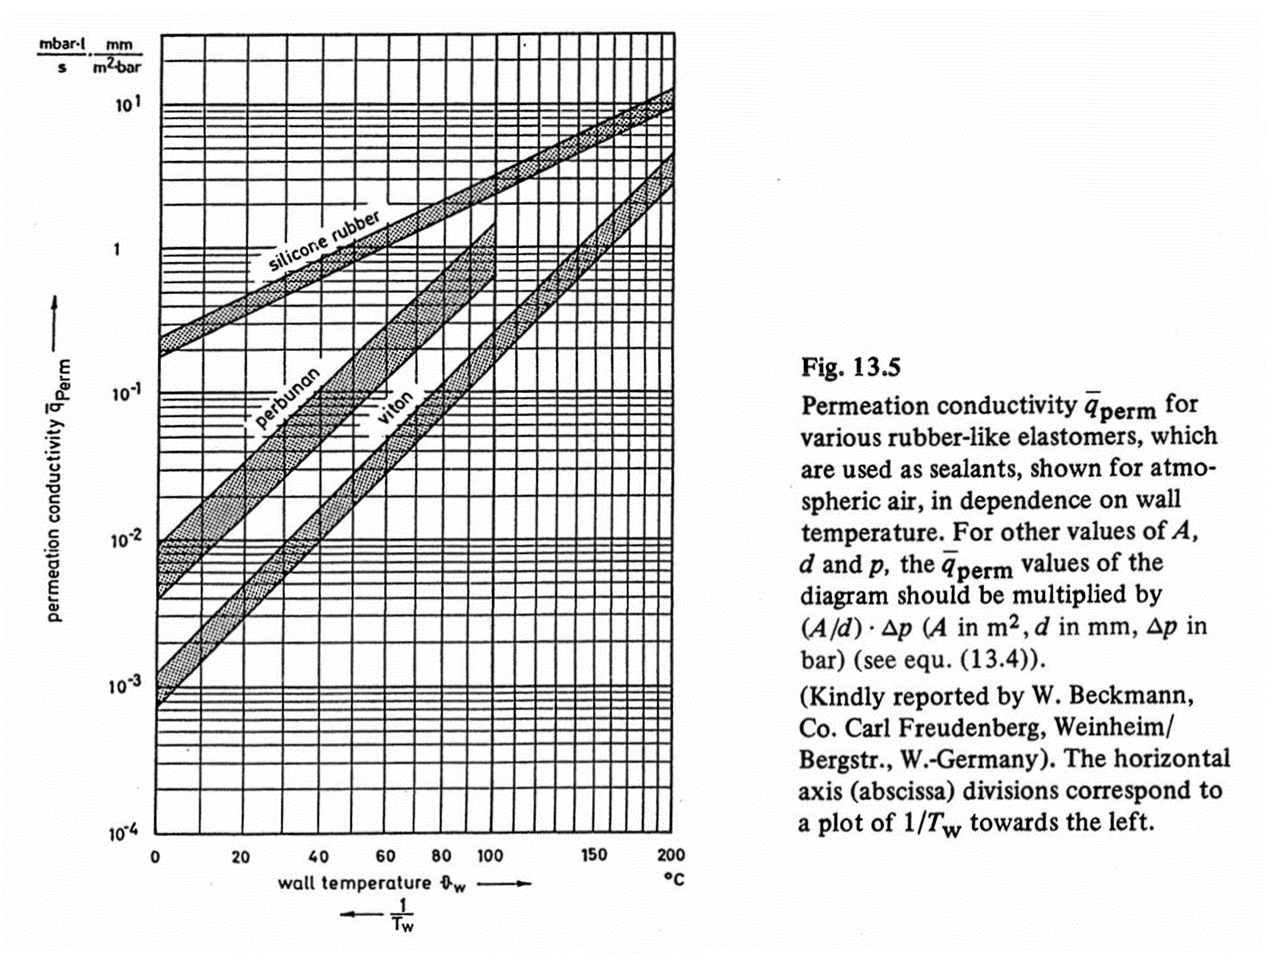 mbar·l mm
s · m²·bar
10¹
1
10⁻¹
10⁻²
10⁻³
10⁻⁴
permeation conductivity q̅Perm
silicone rubber
perbunan
viton
0 20 40 60 80 100 150 200
wall temperature ϑw °C
1
Tw
Fig. 13.5
Permeation conductivity q̅perm for
various rubber-like elastomers, which
are used as sealants, shown for atmo-
spheric air, in dependence on wall
temperature. For other values of A,
d and p, the q̅perm values of the
diagram should be multiplied by
(A/d) · Δp (A in m², d in mm, Δp in
bar) (see equ. (13.4)).
(Kindly reported by W. Beckmann,
Co. Carl Freudenberg, Weinheim/
Bergstr., W.-Germany). The horizontal
axis (abscissa) divisions correspond to
a plot of 1/Tw towards the left.